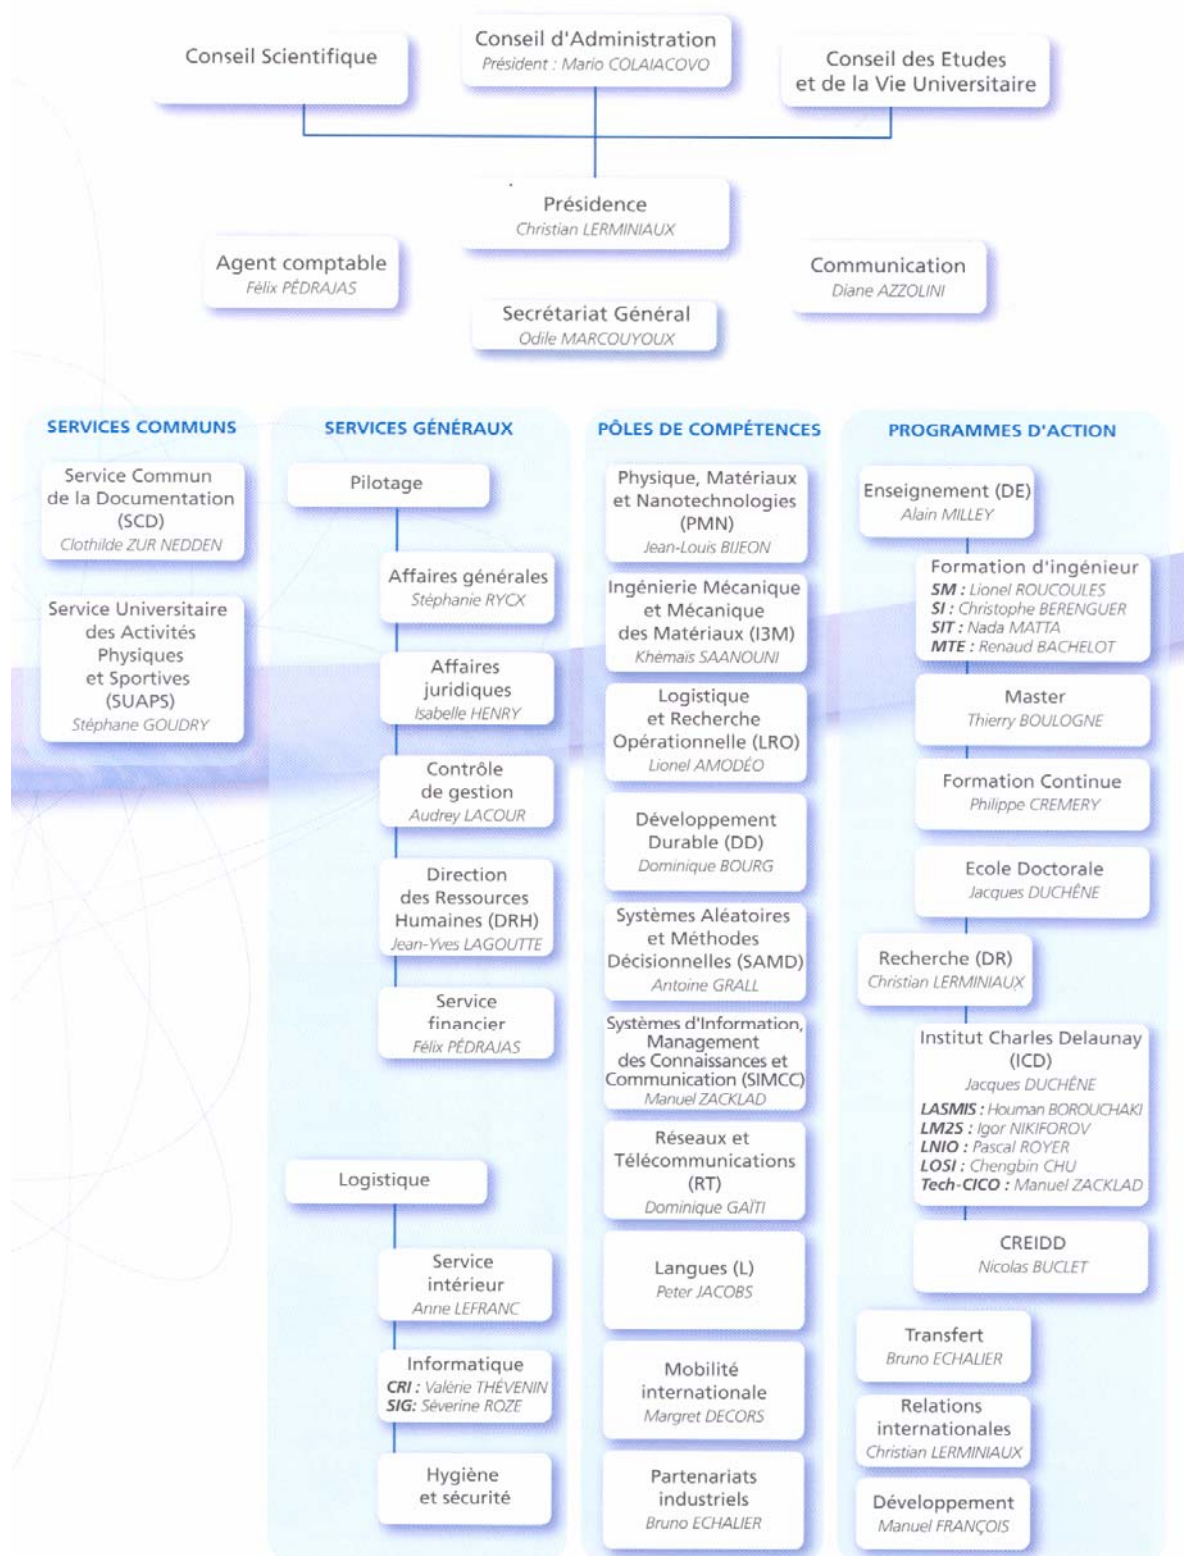 Conseil Scientifique
Conseil d'Administration
Président : Mario COLAIACOVO
Conseil des Etudes
et de la Vie Universitaire
Présidence
Christian LERMINIAUX
Agent comptable
Félix PÉDRAJAS
Communication
Diane AZZOLINI
Secrétariat Général
Odile MARCOUYOUX
SERVICES COMMUNS
Service Commun
de la Documentation
(SCD)
Clothilde ZUR NEDDEN
Service Universitaire
des Activités
Physiques
et Sportives
(SUAPS)
Stéphane GOUDRY
SERVICES GÉNÉRAUX
Pilotage
Affaires générales
Stéphanie RYCX
Affaires
juridiques
Isabelle HENRY
Contrôle
de gestion
Audrey LACOUR
Direction
des Ressources
Humaines (DRH)
Jean-Yves LAGOUTTE
Service
financier
Félix PÉDRAJAS
Logistique
Service
intérieur
Anne LEFRANC
Informatique
CRI : Valérie THÉVENIN
SIG: Séverine ROZE
Hygiène
et sécurité
PÔLES DE COMPÉTENCES
Physique, Matériaux
et Nanotechnologies
(PMN)
Jean-Louis BIJEON
Ingénierie Mécanique
et Mécanique
des Matériaux (I3M)
Khémaïs SAANOUNI
Logistique
et Recherche
Opérationnelle (LRO)
Lionel AMODÉO
Développement
Durable (DD)
Dominique BOURG
Systèmes Aléatoires
et Méthodes
Décisionnelles (SAMD)
Antoine GRALL
Systèmes d'Information,
Management
des Connaissances et
Communication (SIMCC)
Manuel ZACKLAD
Réseaux et
Télécommunications
(RT)
Dominique GAÏTI
Langues (L)
Peter JACOBS
Mobilité
internationale
Margret DECORS
Partenariats
industriels
Bruno ECHALIER
PROGRAMMES D'ACTION
Enseignement (DE)
Alain MILLEY
Formation d'ingénieur
SM : Lionel ROUCOULES
SI : Christophe BERENGUER
SIT : Nada MATTA
MTE : Renaud BACHELOT
Master
Thierry BOULOGNE
Formation Continue
Philippe CREMERY
Ecole Doctorale
Jacques DUCHÊNE
Recherche (DR)
Christian LERMINIAUX
Institut Charles Delaunay
(ICD)
Jacques DUCHÊNE
LASMIS : Houman BOROUCHAKI
LM2S : Igor NIKIFOROV
LNIO : Pascal ROYER
LOSI : Chengbin CHU
Tech-CICO : Manuel ZACKLAD
CREIDD
Nicolas BUCLET
Transfert
Bruno ECHALIER
Relations
internationales
Christian LERMINIAUX
Développement
Manuel FRANÇOIS